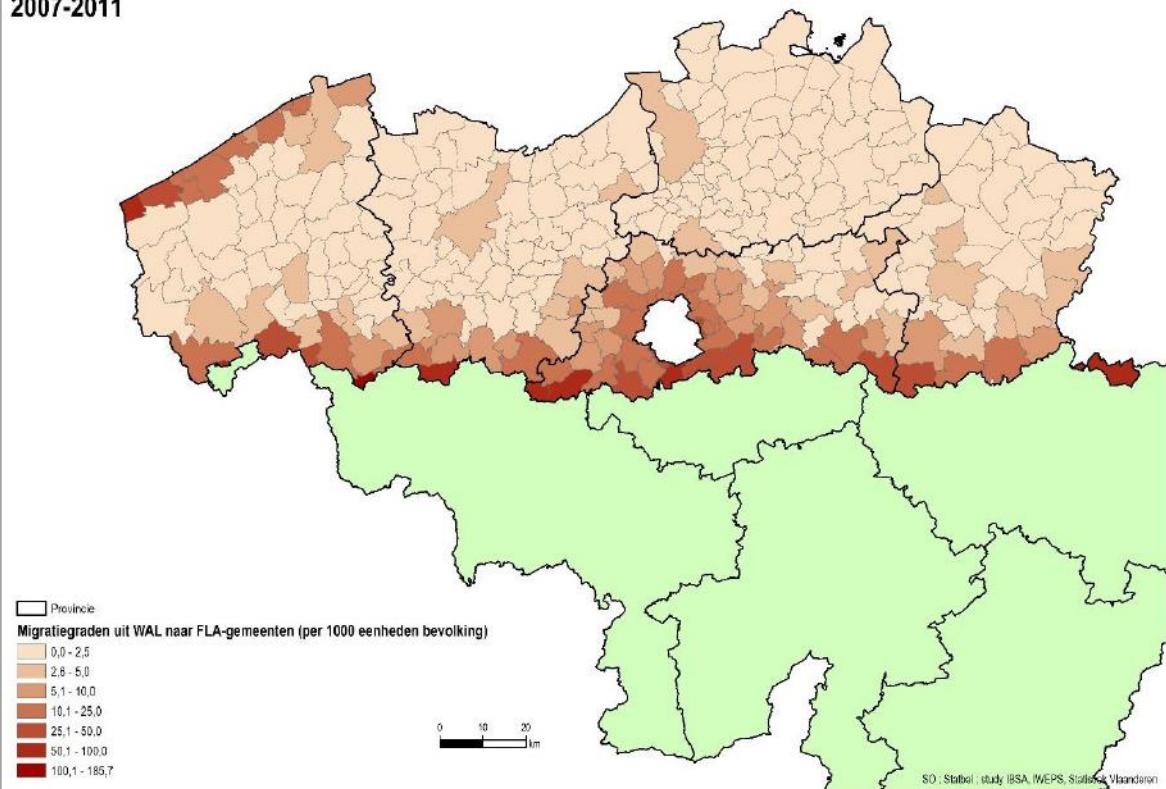 2007-2011
Provincie
Migratiegraden uit WAL naar FLA-gemeenten (per 1000 eenheden bevolking)
0,0 - 2,5
2,6 - 5,0
5,1 - 10,0
10,1 - 25,0
25,1 - 50,0
50,1 - 100,0
100,1 - 185,7
0 10 20
km
SO : Statbel ; study IBSA, IWEPS, Statistiek Vlaanderen